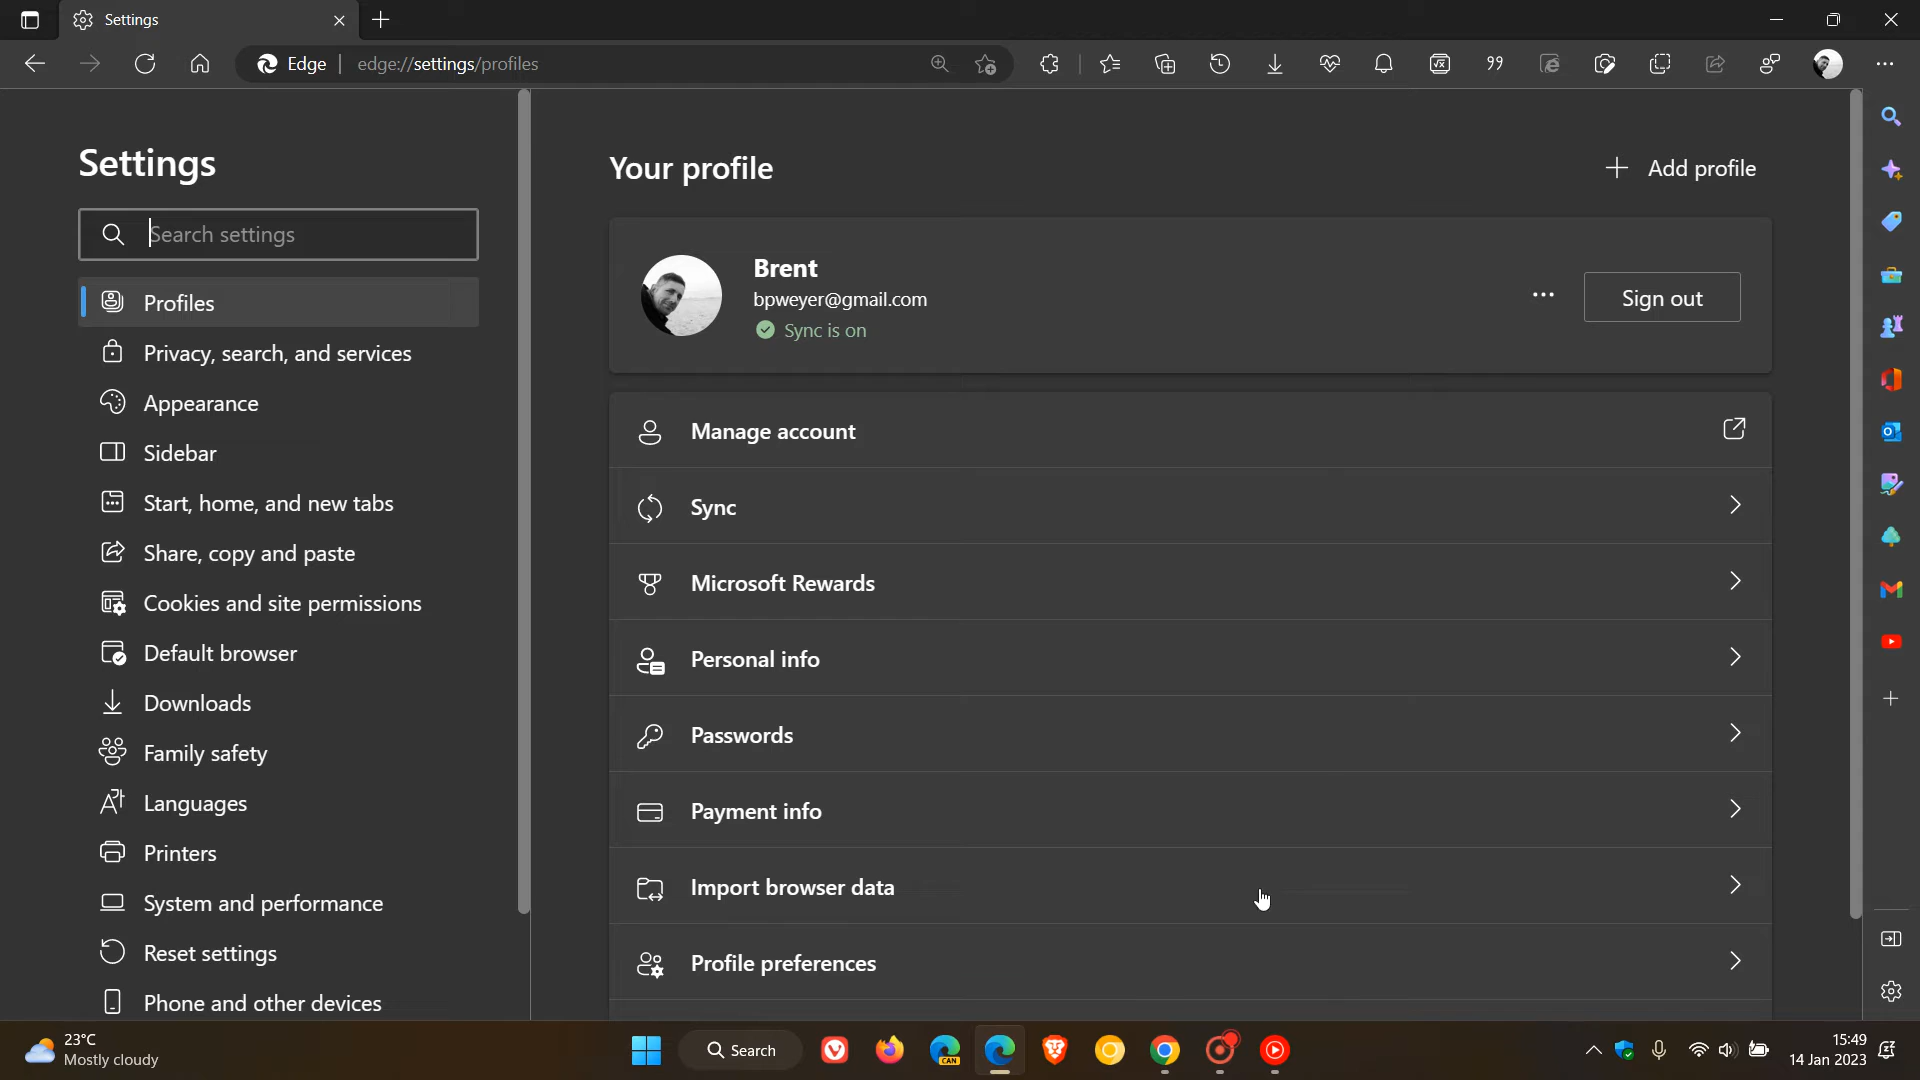 Settings
Edge
edge://settings/profiles
Settings
Search settings
Profiles
Privacy, search, and services
Appearance
Sidebar
Start, home, and new tabs
Share, copy and paste
Cookies and site permissions
Default browser
Downloads
Family safety
Languages
Printers
System and performance
Reset settings
Phone and other devices
Your profile
Add profile
Brent
bpweyer@gmail.com
Sync is on
Sign out
Manage account
Sync
Microsoft Rewards
Personal info
Passwords
Payment info
Import browser data
Profile preferences
23°C
Mostly cloudy
Search
CAN
15:49
14 Jan 2023